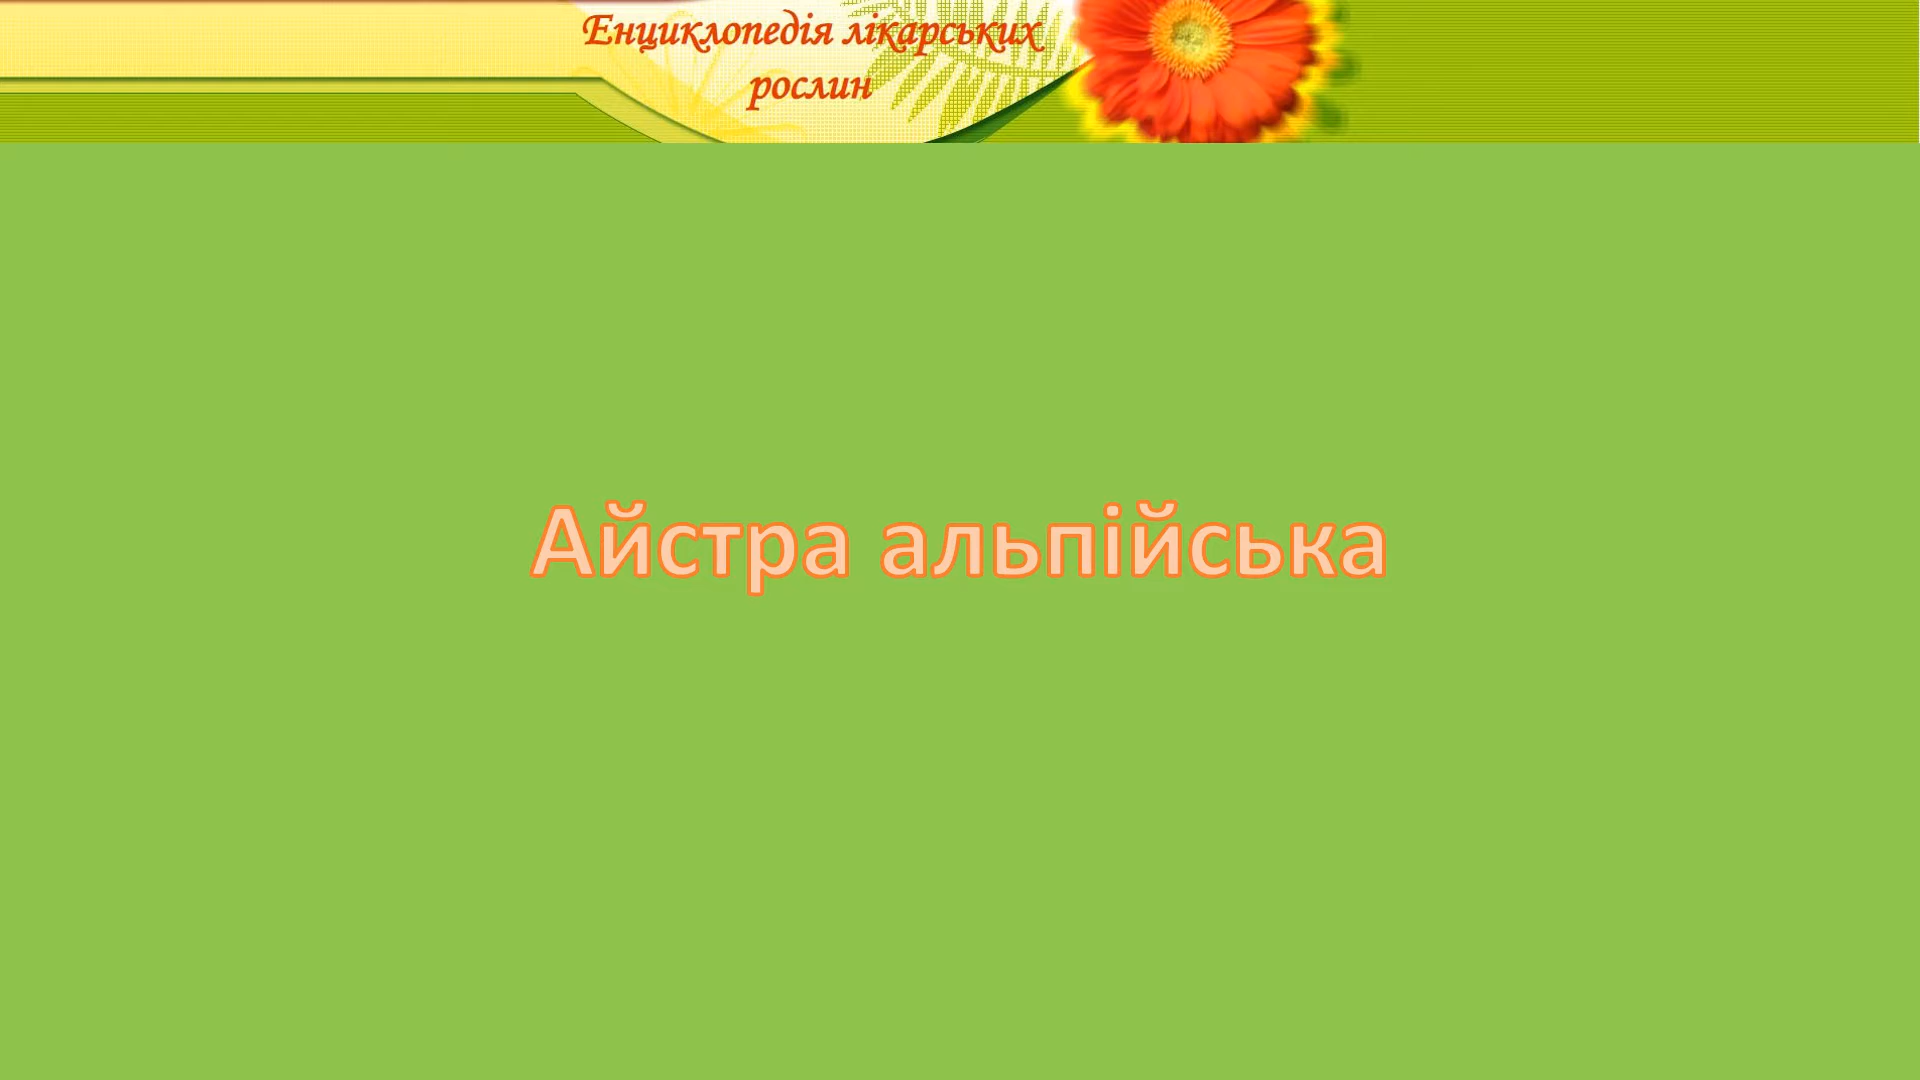 Енциклопедія лікарських
рослин
Айстра альпійська